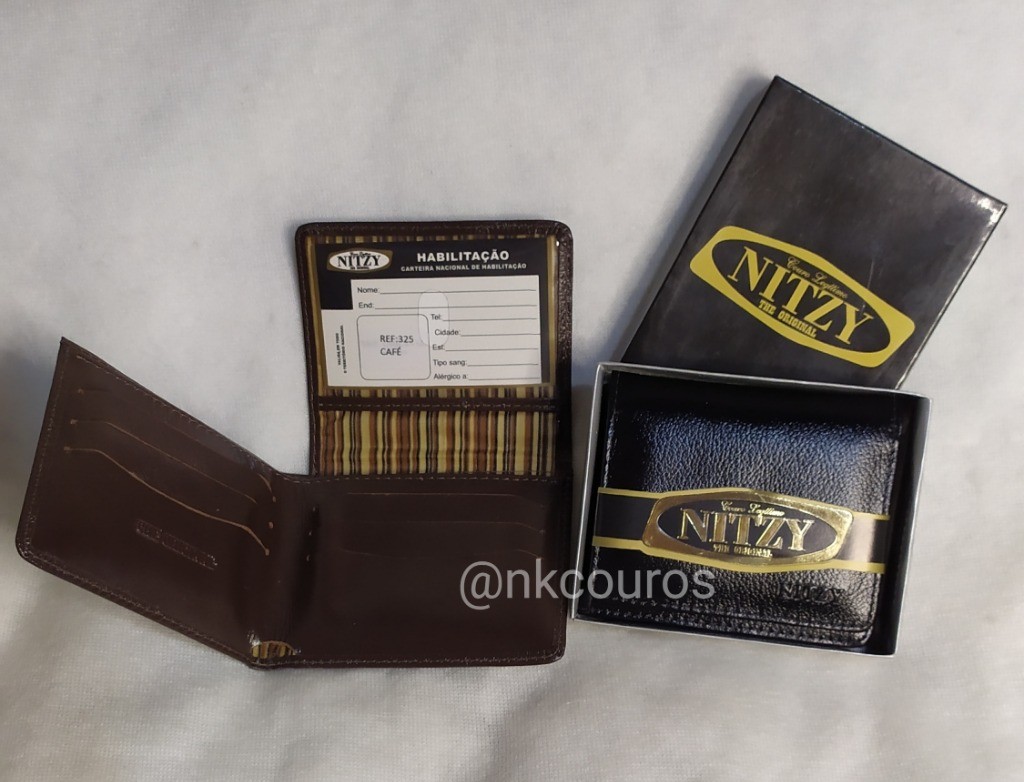 NITZY
HABILITAÇÃO
CARTEIRA NACIONAL DE HABILITAÇÃO
Nome:
End:
Tel:
Cidade:
Est:
Tipo sang:
Alérgico a:
REF:325
CAFÉ
Couro Legítimo
NITZY
THE ORIGINAL
Couro Legítimo
NITZY
THE ORIGINAL
@nkcouros